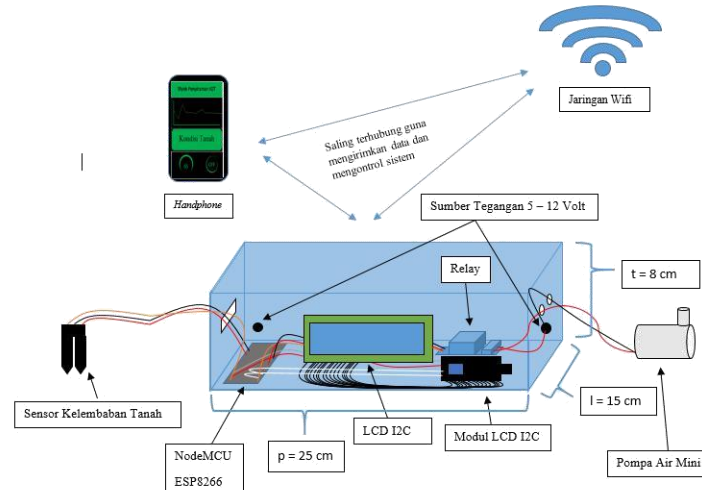 Jaringan Wifi
Saling terhubung guna
mengirimkan data dan
mengontrol sistem
Kondisi Tanah
Handphone
Sumber Tegangan 5 – 12 Volt
Relay
t = 8 cm
Sensor Kelembaban Tanah
LCD I2C
Modul LCD I2C
l = 15 cm
NodeMCU
ESP8266
p = 25 cm
Pompa Air Mini